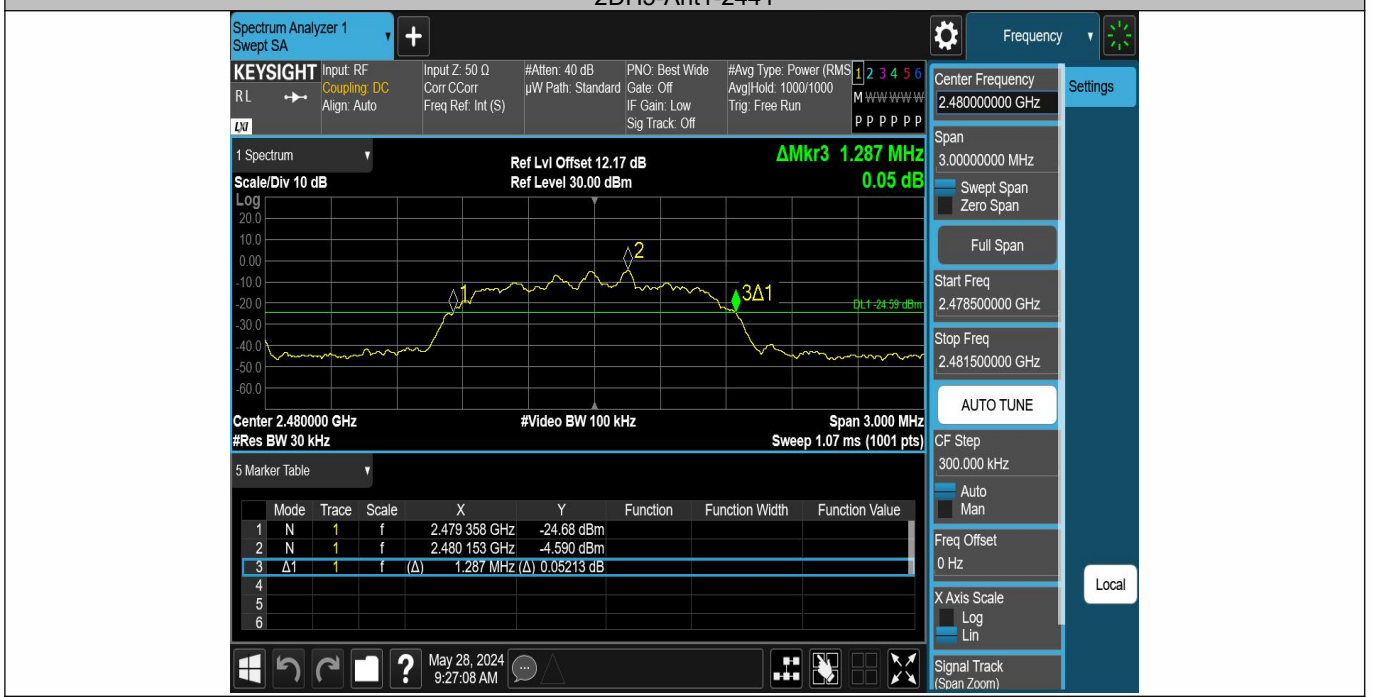 2DH5-Ant1-2441
Spectrum Analyzer 1
Swept SA
+
Frequency
KEYSIGHT
RL
LXI
Input: RF
Coupling: DC
Align: Auto
Input Z: 50 Ω
Corr CCorr
Freq Ref: Int (S)
#Atten: 40 dB
µW Path: Standard
PNO: Best Wide
Gate: Off
IF Gain: Low
Sig Track: Off
#Avg Type: Power (RMS
Avg|Hold: 1000/1000
Trig: Free Run
1 2 3 4 5 6
M W W W W W
P P P P P P
1 Spectrum
Scale/Div 10 dB
Ref Lvl Offset 12.17 dB
Ref Level 30.00 dBm
ΔMkr3 1.287 MHz
0.05 dB
Log
20.0
10.0
0.00
-10.0
-20.0
-30.0
-40.0
-50.0
-60.0
1
2
3Δ1
DL1 -24.59 dBm
Center 2.480000 GHz
#Video BW 100 kHz
Span 3.000 MHz
#Res BW 30 kHz
Sweep 1.07 ms (1001 pts)
5 Marker Table
Mode Trace Scale X Y Function Function Width Function Value
1 N 1 f 2.479 358 GHz -24.68 dBm
2 N 1 f 2.480 153 GHz -4.590 dBm
3 Δ1 1 f (Δ) 1.287 MHz (Δ) 0.05213 dB
4
5
6
?
May 28, 2024
9:27:08 AM
Center Frequency
2.480000000 GHz
Settings
Span
3.00000000 MHz
Swept Span
Zero Span
Full Span
Start Freq
2.478500000 GHz
Stop Freq
2.481500000 GHz
AUTO TUNE
CF Step
300.000 kHz
Auto
Man
Freq Offset
0 Hz
X Axis Scale
Log
Lin
Local
Signal Track
(Span Zoom)